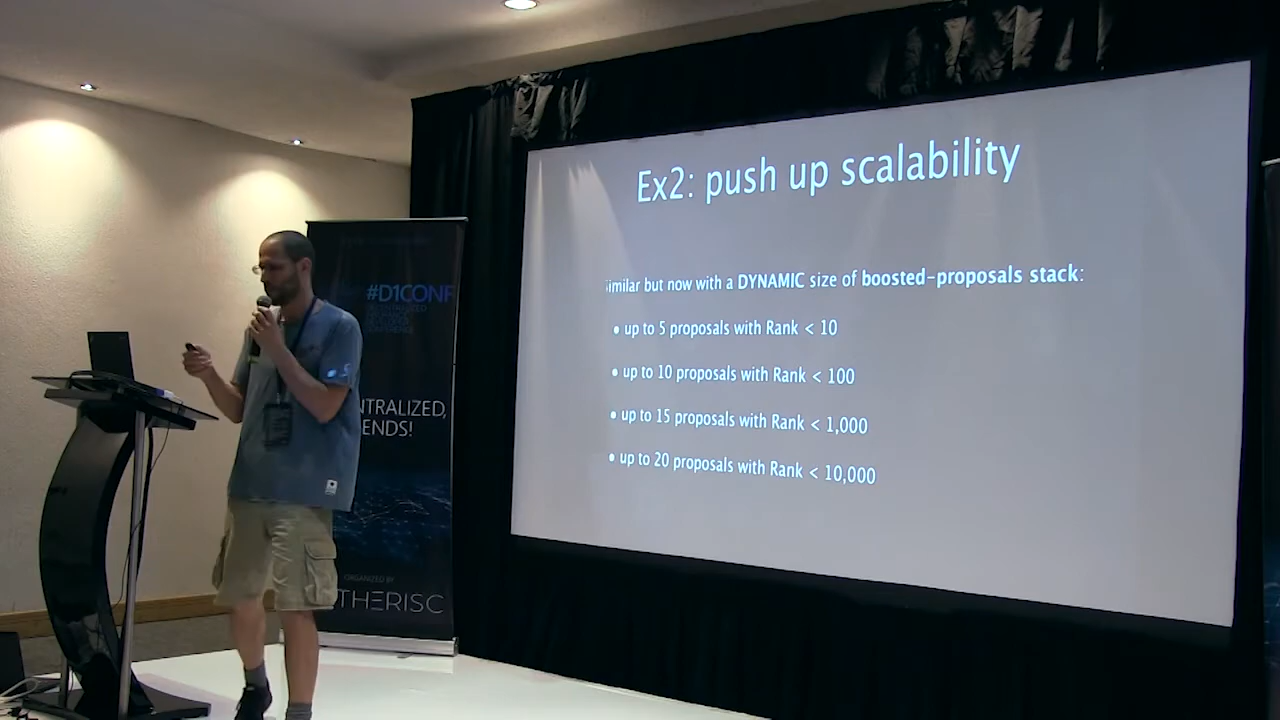 Ex2: push up scalability
similar but now with a DYNAMIC size of boosted-proposals stack:
• up to 5 proposals with Rank < 10
• up to 10 proposals with Rank < 100
• up to 15 proposals with Rank < 1,000
• up to 20 proposals with Rank < 10,000
#D1CONF
NTRALIZED,
ENDS!
ORGANIZED BY
THERISC